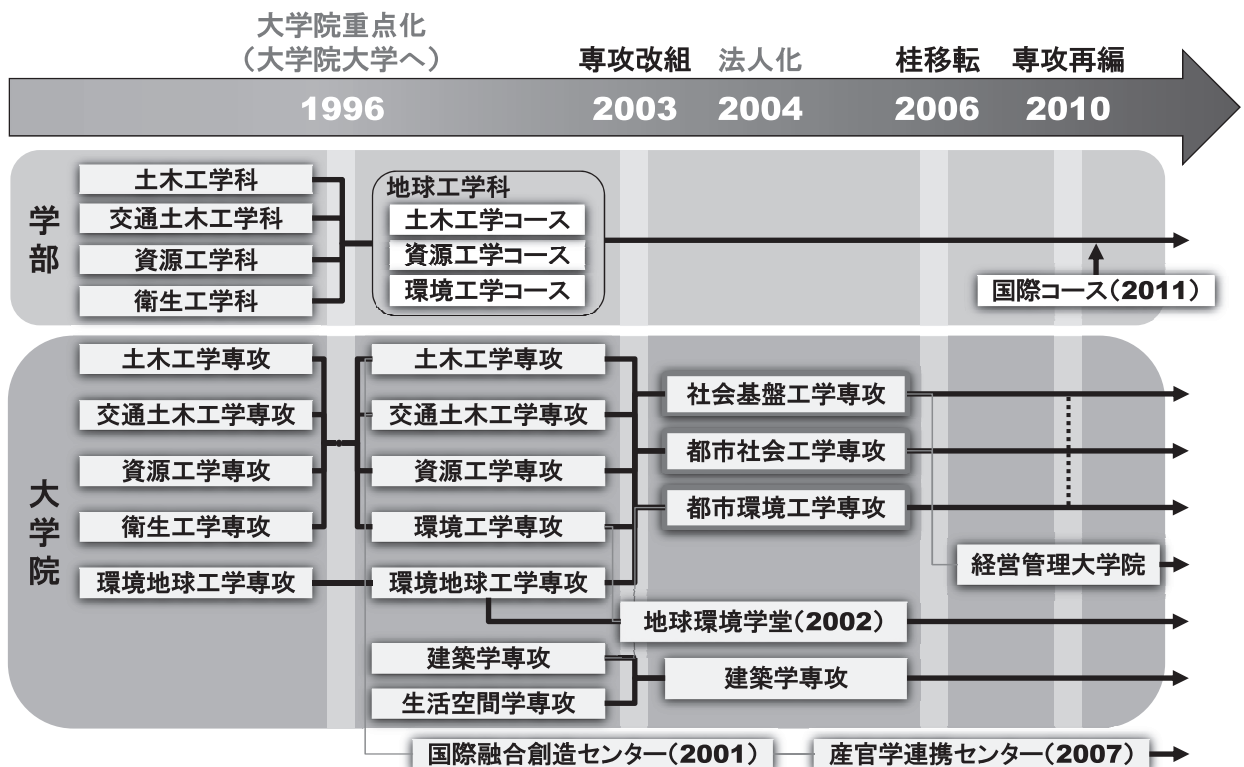 大学院重点化
（大学院大学へ）
専攻改組
法人化
桂移転
専攻再編
1996
2003
2004
2006
2010
学部
土木工学科
交通土木工学科
資源工学科
衛生工学科
地球工学科
土木工学コース
資源工学コース
環境工学コース
国際コース（2011）
大学院
土木工学専攻
交通土木工学専攻
資源工学専攻
衛生工学専攻
環境地球工学専攻
土木工学専攻
交通土木工学専攻
資源工学専攻
環境工学専攻
環境地球工学専攻
建築学専攻
生活空間学専攻
社会基盤工学専攻
都市社会工学専攻
都市環境工学専攻
経営管理大学院
地球環境学堂（2002）
建築学専攻
国際融合創造センター（2001）
産官学連携センター（2007）